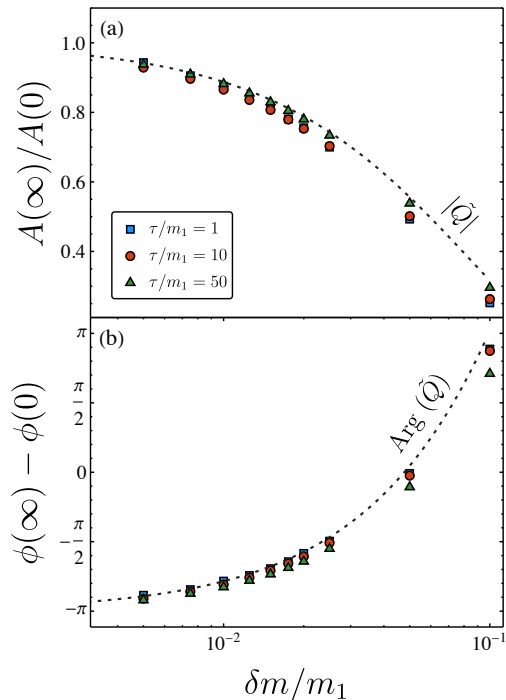 (a)
1.0
0.8
0.6
0.4
A(∞)/A(0)
|Q̃|
τ/m₁ = 1
τ/m₁ = 10
τ/m₁ = 50
(b)
π
π/2
0
−π/2
−π
ϕ(∞) − ϕ(0)
Arg (Q̃)
10⁻²
10⁻¹
δm/m₁